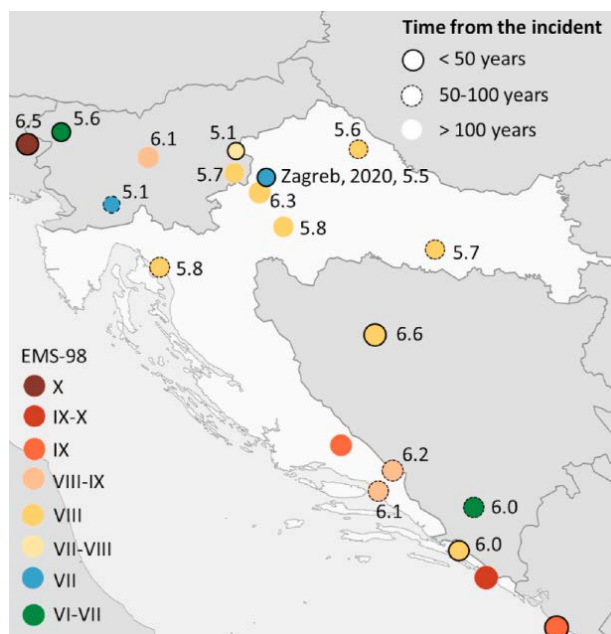 Time from the incident
< 50 years
50-100 years
> 100 years
6.5
5.6
6.1
5.1
5.6
5.7
Zagreb, 2020, 5.5
6.3
5.1
5.8
5.7
5.8
6.6
EMS-98
X
IX-X
IX
VIII-IX
VIII
VII-VIII
VII
VI-VII
6.2
6.1
6.0
6.0